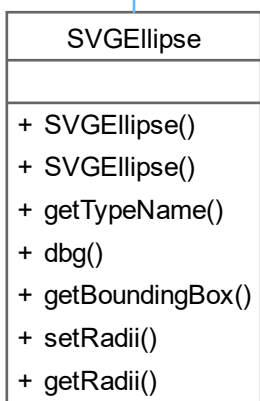 SVGEllipse
+ SVGEllipse()
+ SVGEllipse()
+ getTypeName()
+ dbg()
+ getBoundingBox()
+ setRadii()
+ getRadii()